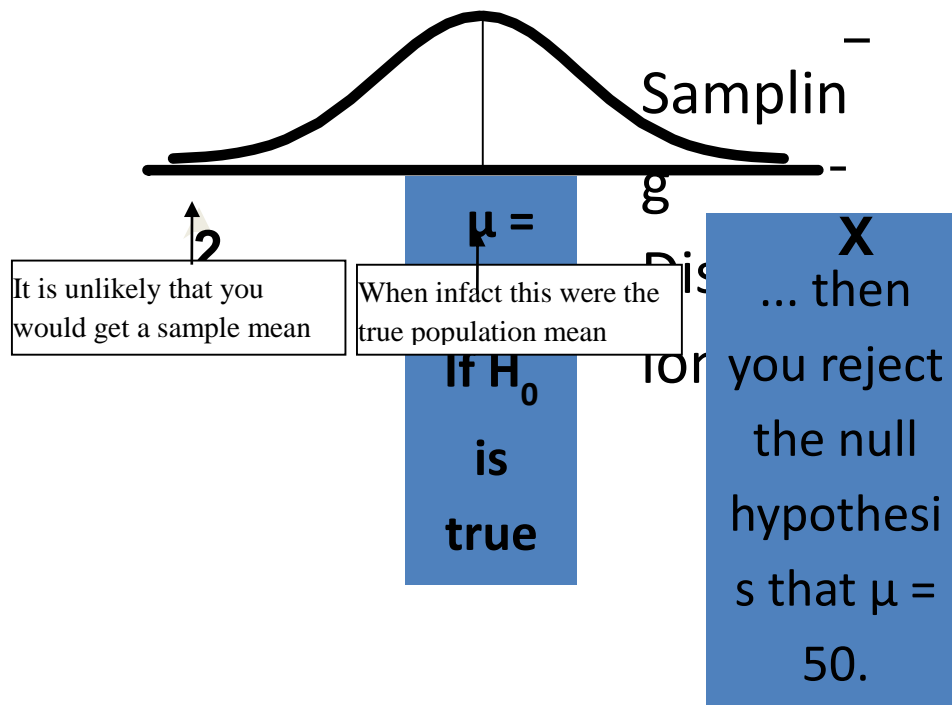 Samplin
g
Dis
ion
2
μ =
If H0
is
true
It is unlikely that you
would get a sample mean
When infact this were the
true population mean
X
... then
you reject
the null
hypothesi
s that μ =
50.